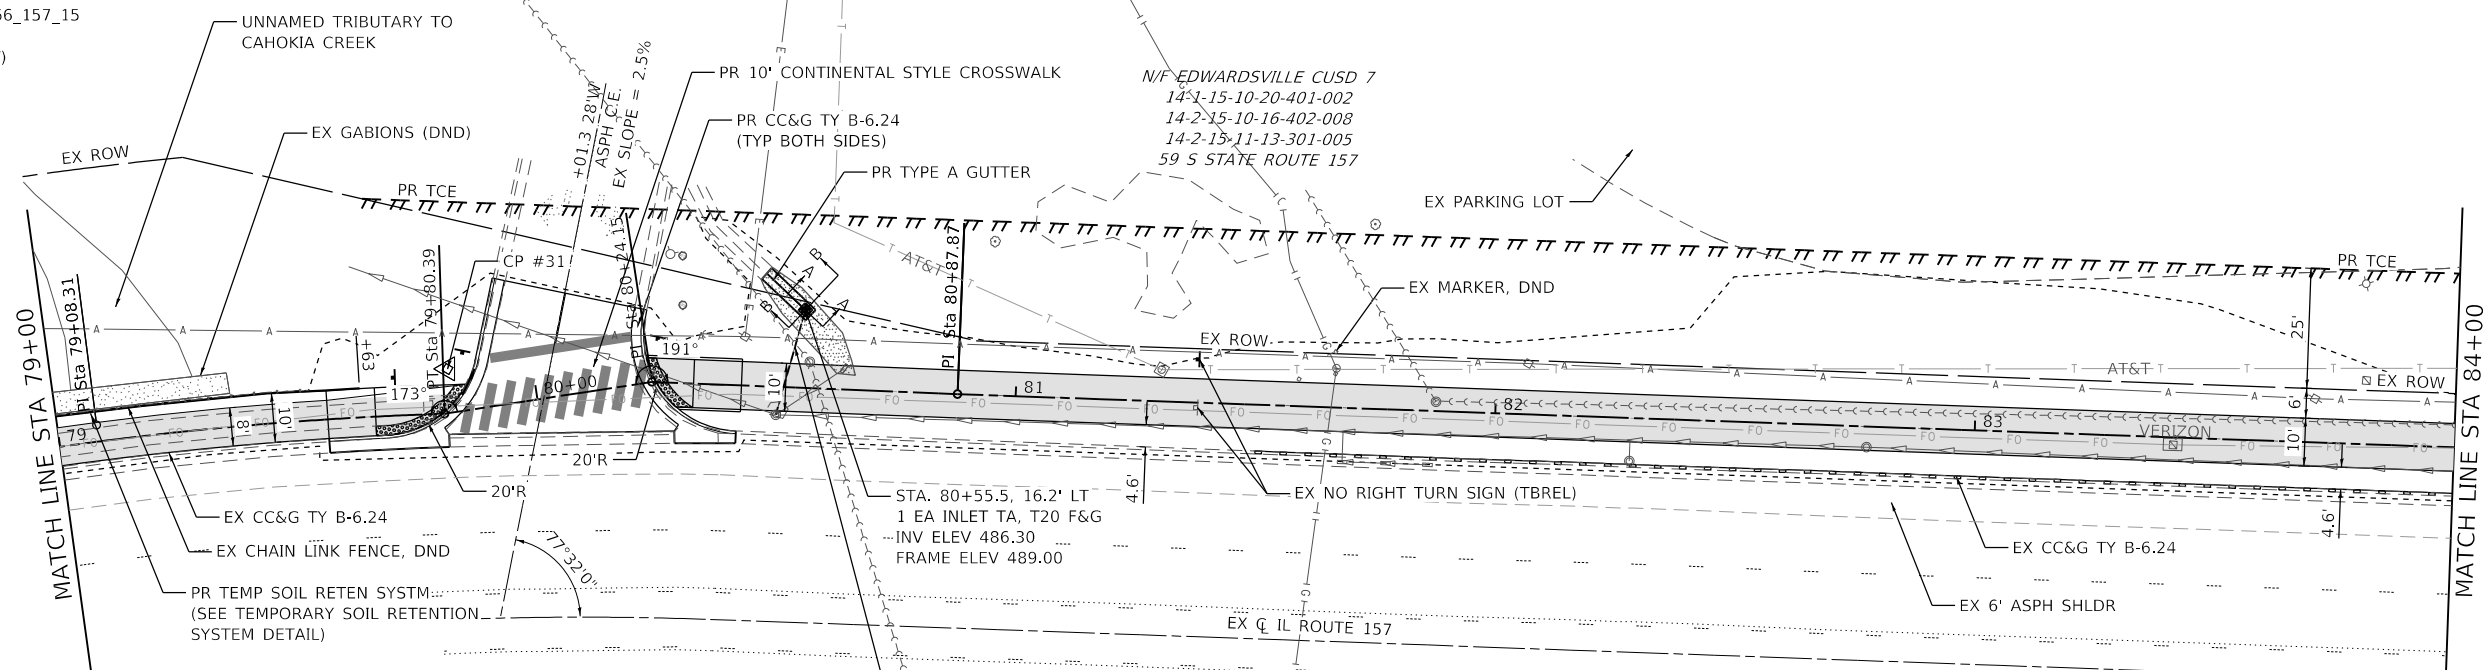 56_157_15
UNNAMED TRIBUTARY TO
CAHOKIA CREEK
EX GABIONS (DND)
EX ROW
PR TCE
+01.3 28'W
ASPH C.E.
EX SLOPE = 2.5%
PR 10' CONTINENTAL STYLE CROSSWALK
PR CC&G TY B-6.24
(TYP BOTH SIDES)
PR TYPE A GUTTER
N/F EDWARDSVILLE CUSD 7
14-1-15-10-20-401-002
14-2-15-10-16-402-008
14-2-15-11-13-301-005
59 S STATE ROUTE 157
EX PARKING LOT
PR TCE
EX MARKER, DND
EX ROW
AT&T
AT&T
EX ROW
VERIZON
25'
6'
10'
4.6'
MATCH LINE STA 79+00
PI Sta 79+08.31
+63
PT Sta 79+80.39
CP #31
Sta 80+24.15
PI Sta 80+87.87
A
A
B
B
173°
191°
79
80+00
81
82
83
8'
10'
10'
20'R
20'R
4.6'
EX CC&G TY B-6.24
EX CHAIN LINK FENCE, DND
PR TEMP SOIL RETEN SYSTM
(SEE TEMPORARY SOIL RETENTION
SYSTEM DETAIL)
77°32'0"
STA. 80+55.5, 16.2' LT
1 EA INLET TA, T20 F&G
INV ELEV 486.30
FRAME ELEV 489.00
EX NO RIGHT TURN SIGN (TBREL)
EX CC&G TY B-6.24
EX 6' ASPH SHLDR
EX ℄ IL ROUTE 157
MATCH LINE STA 84+00